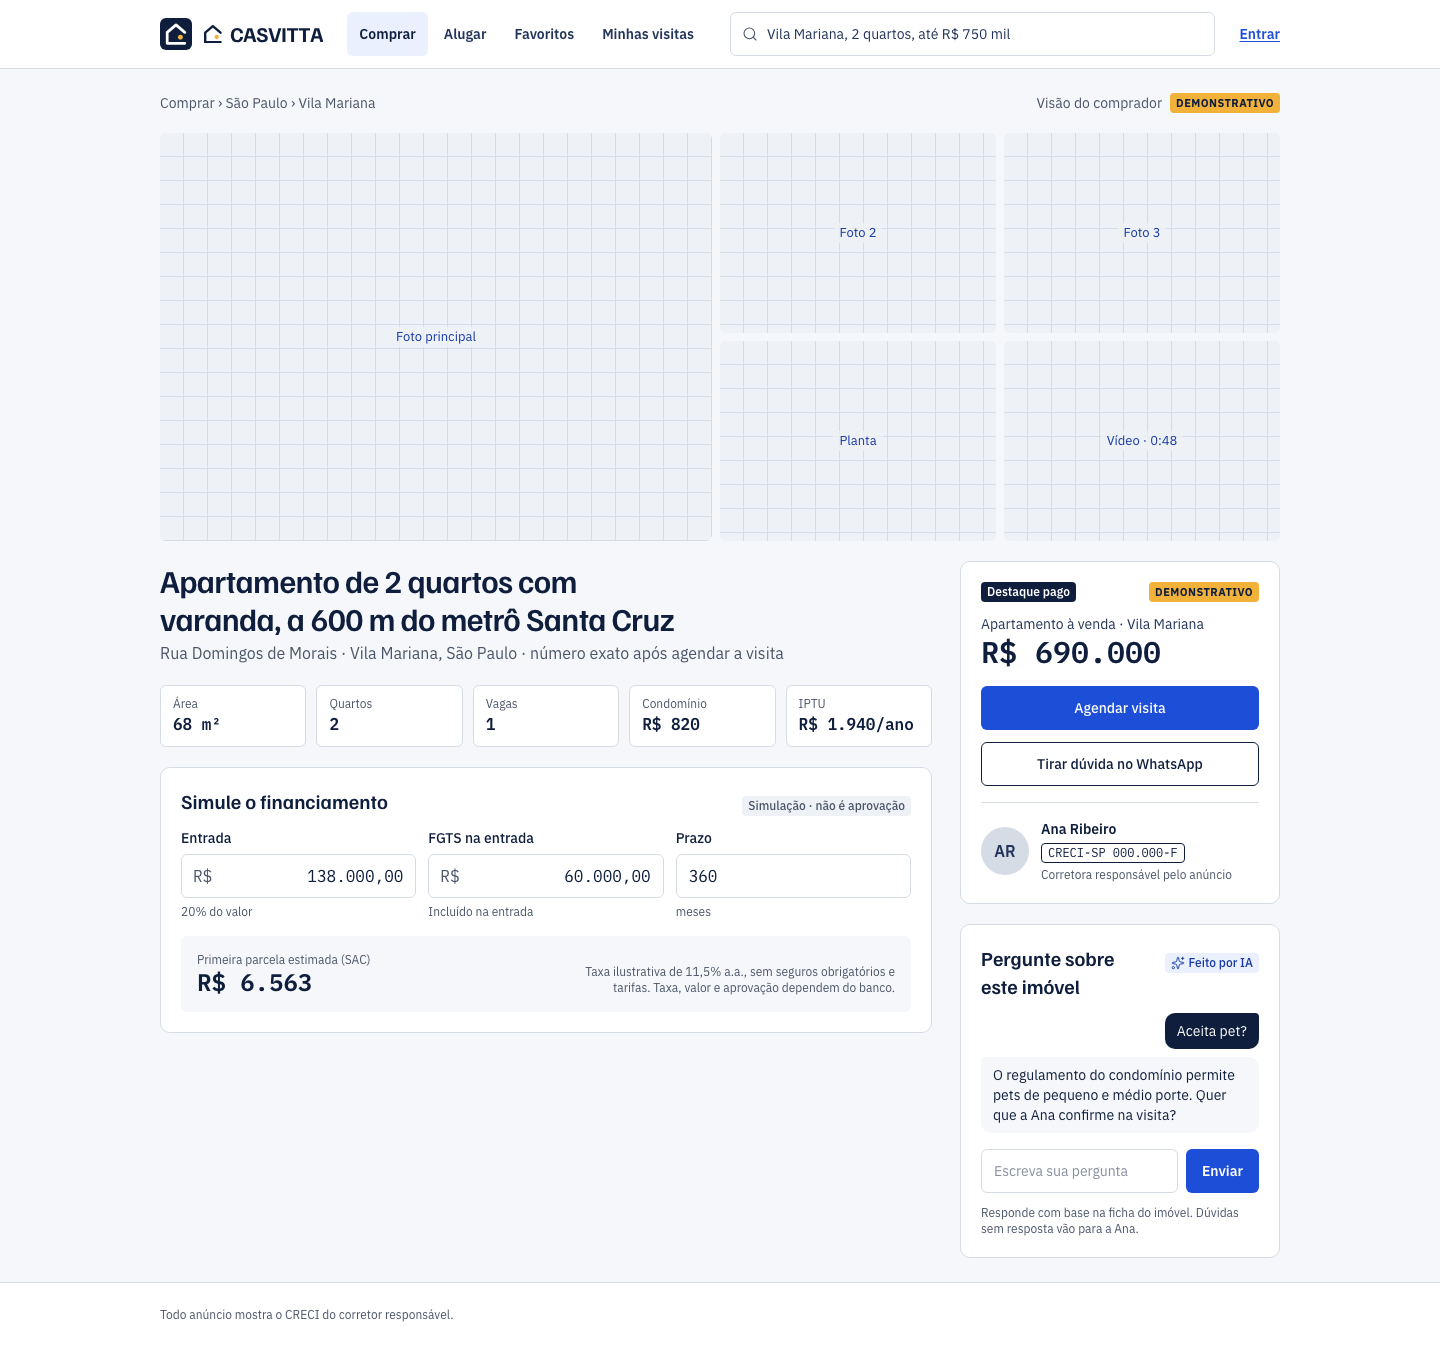 CASVITTA
Comprar
Alugar
Favoritos
Minhas visitas
Vila Mariana, 2 quartos, até R$ 750 mil
Entrar
Comprar › São Paulo › Vila Mariana
Visão do comprador
DEMONSTRATIVO
Foto principal
Foto 2
Foto 3
Planta
Vídeo · 0:48
Apartamento de 2 quartos com
varanda, a 600 m do metrô Santa Cruz
Rua Domingos de Morais · Vila Mariana, São Paulo · número exato após agendar a visita
Área
68 m²
Quartos
2
Vagas
1
Condomínio
R$ 820
IPTU
R$ 1.940/ano
Simule o financiamento
Simulação · não é aprovação
Entrada
R$ 138.000,00
20% do valor
FGTS na entrada
R$ 60.000,00
Incluído na entrada
Prazo
360
meses
Primeira parcela estimada (SAC)
R$ 6.563
Taxa ilustrativa de 11,5% a.a., sem seguros obrigatórios e
tarifas. Taxa, valor e aprovação dependem do banco.
Destaque pago
DEMONSTRATIVO
Apartamento à venda · Vila Mariana
R$ 690.000
Agendar visita
Tirar dúvida no WhatsApp
AR
Ana Ribeiro
CRECI-SP 000.000-F
Corretora responsável pelo anúncio
Pergunte sobre
este imóvel
Feito por IA
Aceita pet?
O regulamento do condomínio permite
pets de pequeno e médio porte. Quer
que a Ana confirme na visita?
Escreva sua pergunta
Enviar
Responde com base na ficha do imóvel. Dúvidas
sem resposta vão para a Ana.
Todo anúncio mostra o CRECI do corretor responsável.